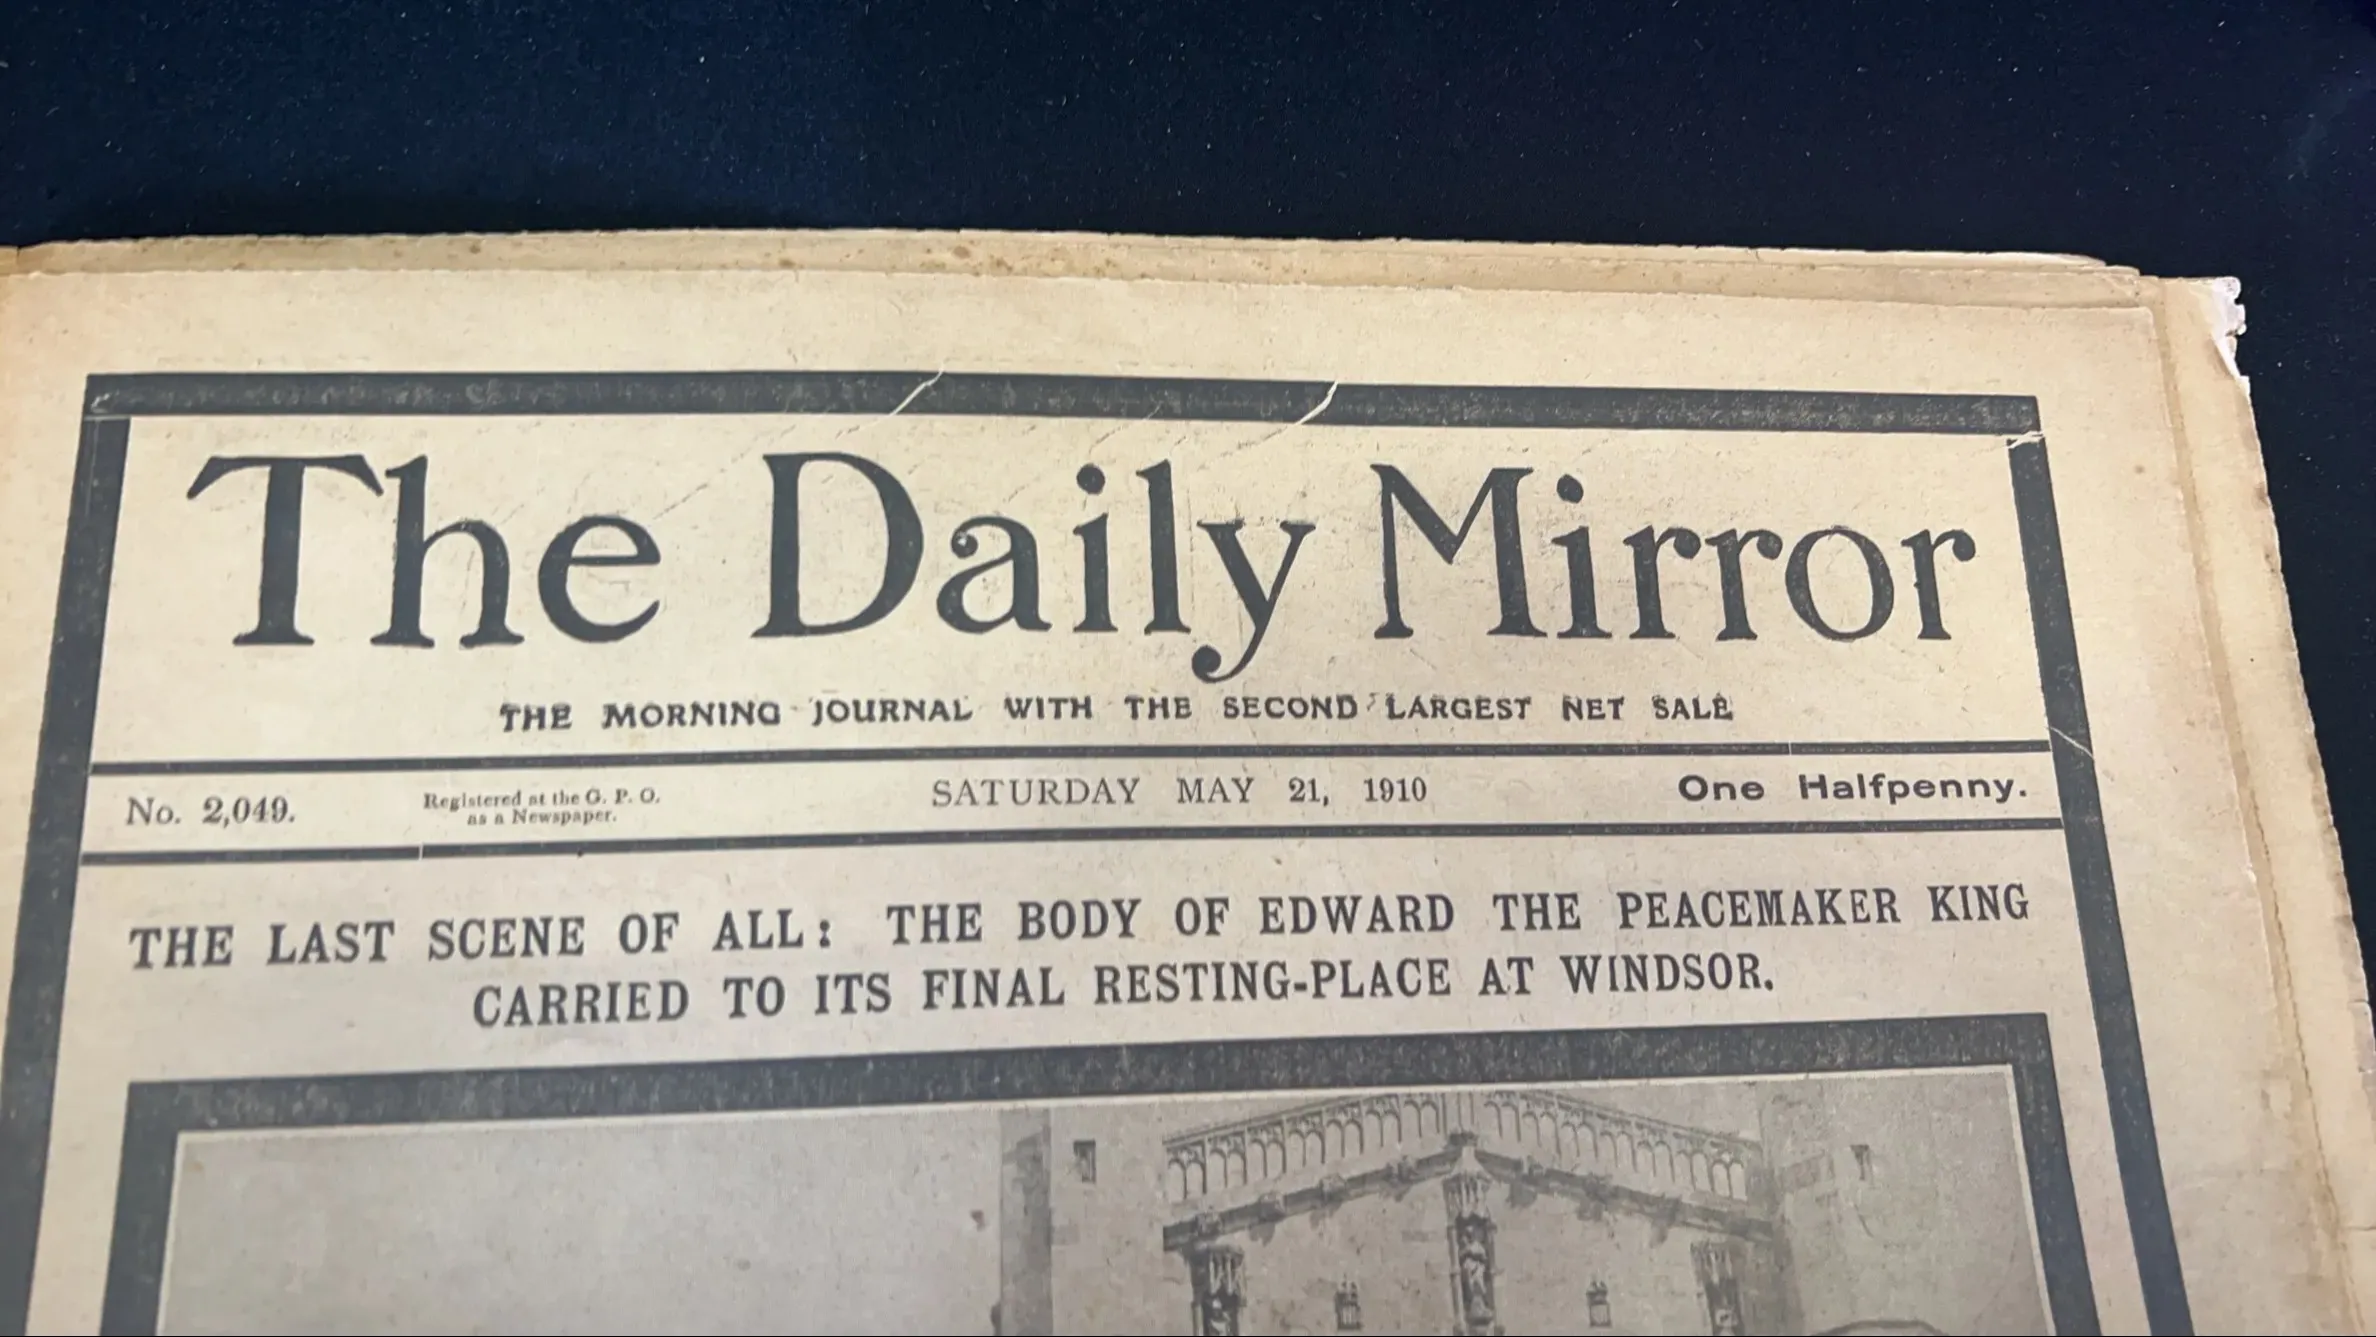 The Daily Mirror
THE MORNING JOURNAL WITH THE SECOND LARGEST NET SALE
No. 2,049.
Registered at the G. P. O.
as a Newspaper.
SATURDAY MAY 21, 1910
One Halfpenny.
THE LAST SCENE OF ALL: THE BODY OF EDWARD THE PEACEMAKER KING
CARRIED TO ITS FINAL RESTING-PLACE AT WINDSOR.